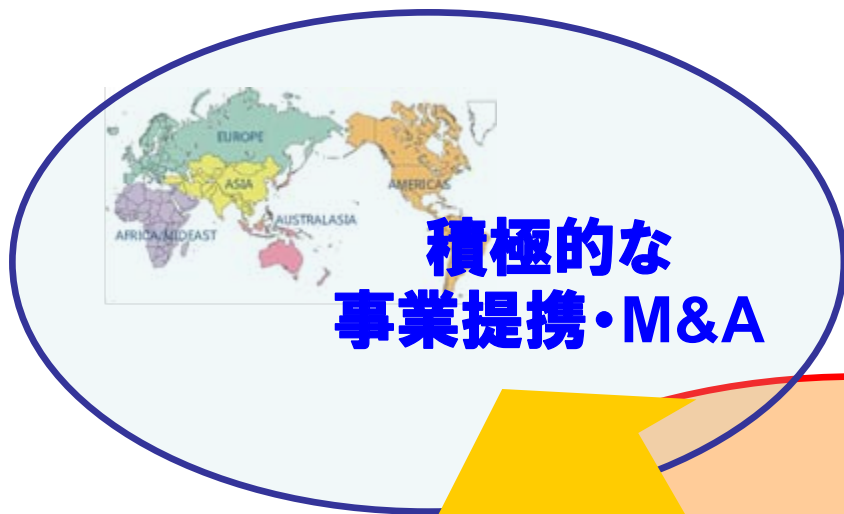 EUROPE
ASIA
AMERICAS
AUSTRALASIA
AFRICA/MIDEAST
積極的な
事業提携・M&A